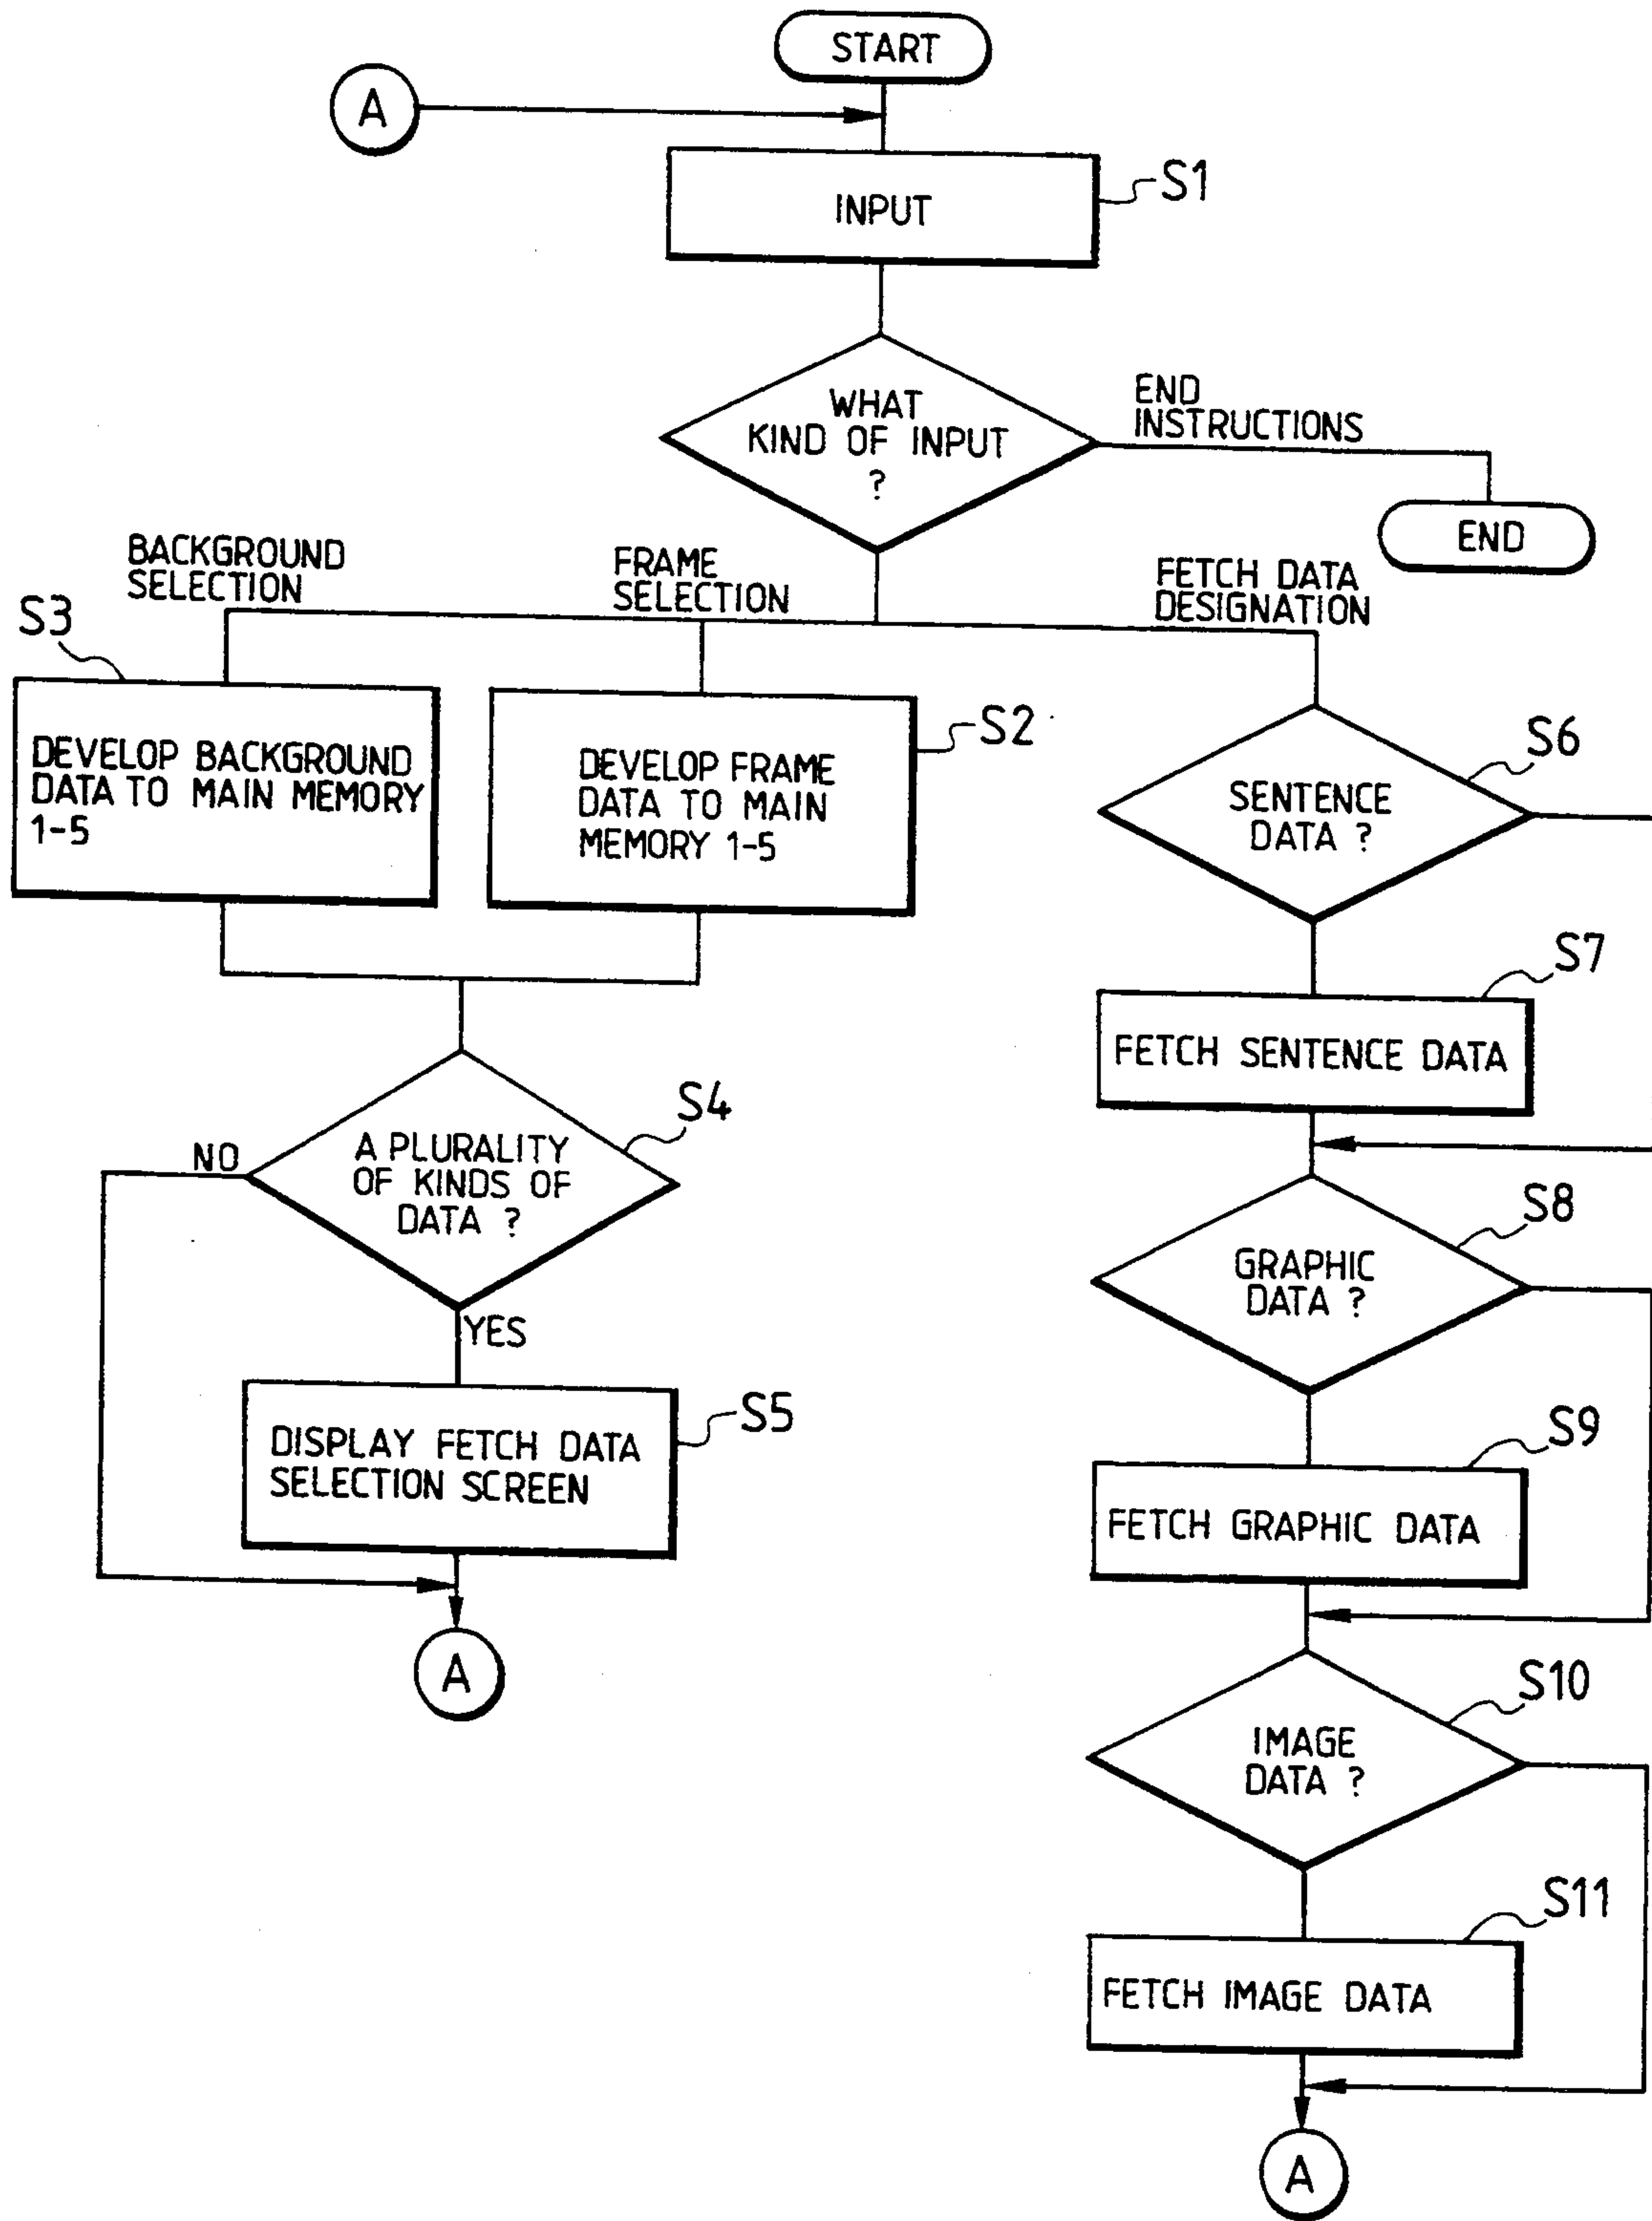 START
A
S1
INPUT
WHAT
KIND OF INPUT
?
END
INSTRUCTIONS
END
BACKGROUND
SELECTION
FRAME
SELECTION
FETCH DATA
DESIGNATION
S3
DEVELOP BACKGROUND
DATA TO MAIN MEMORY
1-5
S2
DEVELOP FRAME
DATA TO MAIN
MEMORY 1-5
S4
A PLURALITY
OF KINDS OF
DATA ?
NO
YES
S5
DISPLAY FETCH DATA
SELECTION SCREEN
A
S6
SENTENCE
DATA ?
S7
FETCH SENTENCE DATA
S8
GRAPHIC
DATA ?
S9
FETCH GRAPHIC DATA
S10
IMAGE
DATA ?
S11
FETCH IMAGE DATA
A